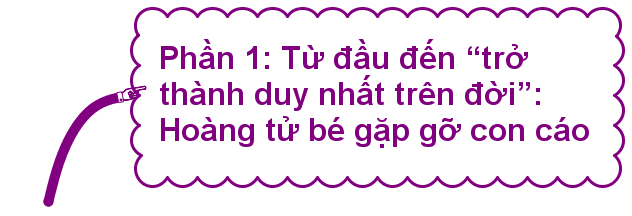 Phần 1: Từ đầu đến “trở
thành duy nhất trên đời”:
Hoàng tử bé gặp gỡ con cáo